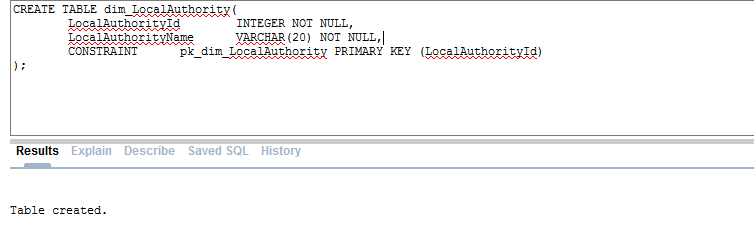 CREATE TABLE dim_LocalAuthority(
LocalAuthorityId INTEGER NOT NULL,
LocalAuthorityName VARCHAR(20) NOT NULL,
CONSTRAINT pk_dim_LocalAuthority PRIMARY KEY (LocalAuthorityId)
);
Results Explain Describe Saved SQL History
Table created.